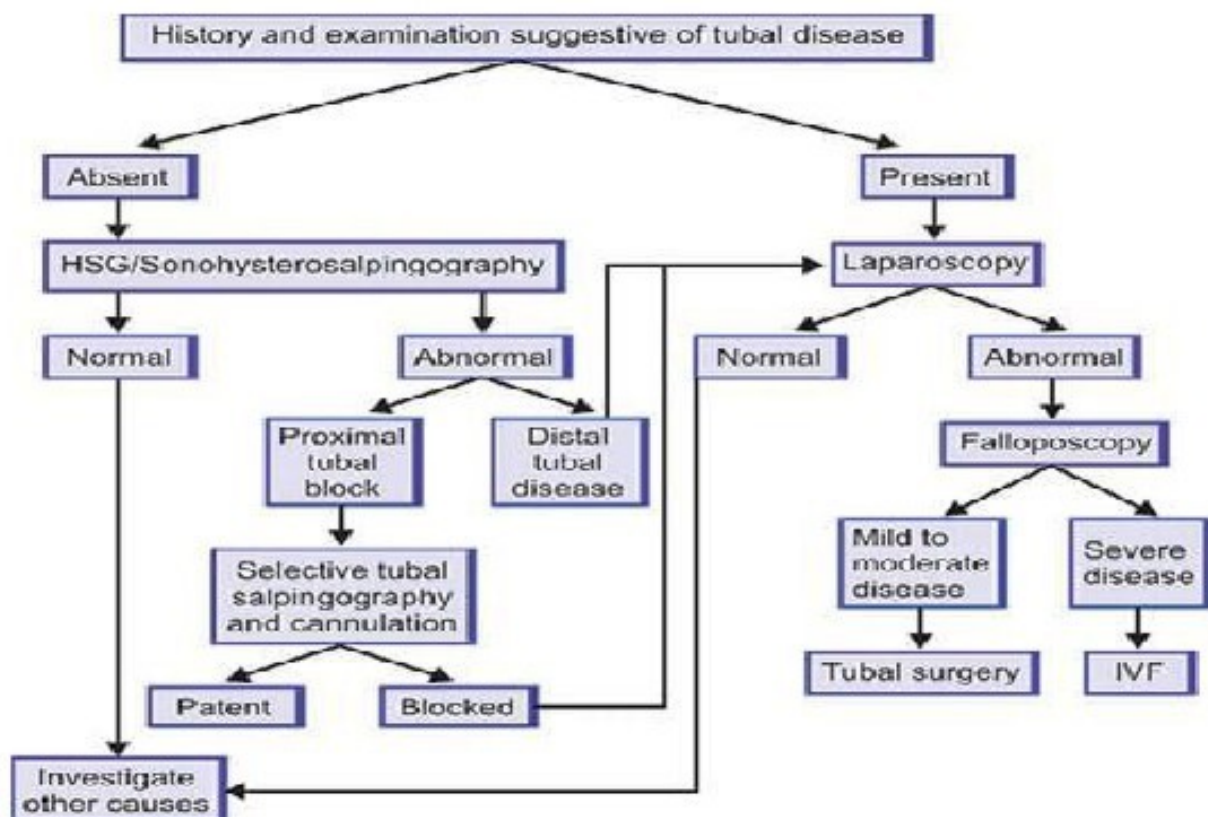 History and examination suggestive of tubal disease
Absent
Present
HSG/Sonohysterosalpingography
Laparoscopy
Normal
Abnormal
Normal
Abnormal
Proximal
tubal
block
Distal
tubal
disease
Falloposcopy
Selective tubal
salpingography
and cannulation
Mild to
moderate
disease
Severe
disease
Patent
Blocked
Tubal surgery
IVF
Investigate
other causes